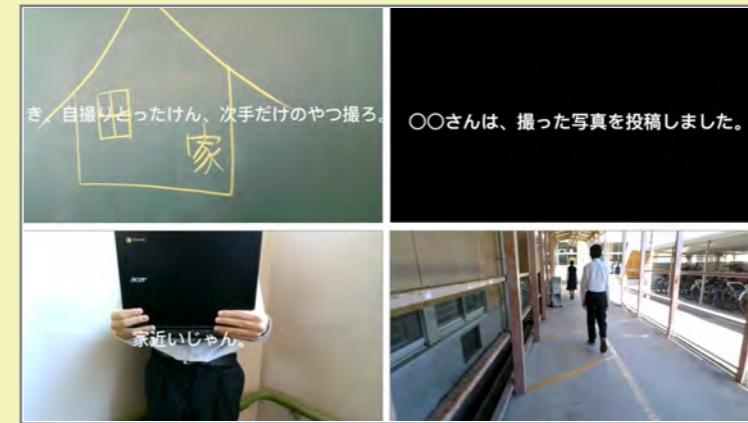 き、自撮りとったけん、次手だけのやつ撮ろ。
家
〇〇さんは、撮った写真を投稿しました。
acer
家近いじゃん。